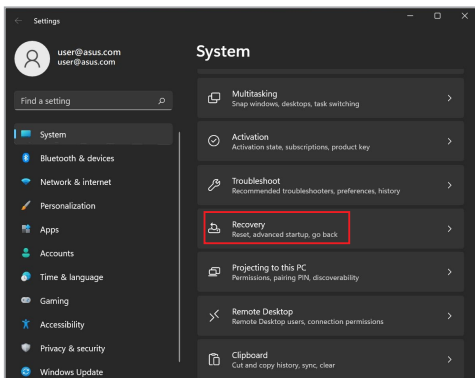 Settings
user@asus.com
user@asus.com
Find a setting
System
Bluetooth & devices
Network & internet
Personalization
Apps
Accounts
Time & language
Gaming
Accessibility
Privacy & security
Windows Update
System
Multitasking
Snap windows, desktops, task switching
Activation
Activation state, subscriptions, product key
Troubleshoot
Recommended troubleshooters, preferences, history
Recovery
Reset, advanced startup, go back
Projecting to this PC
Permissions, pairing PIN, discoverability
Remote Desktop
Remote Desktop users, connection permissions
Clipboard
Cut and copy history, sync, clear